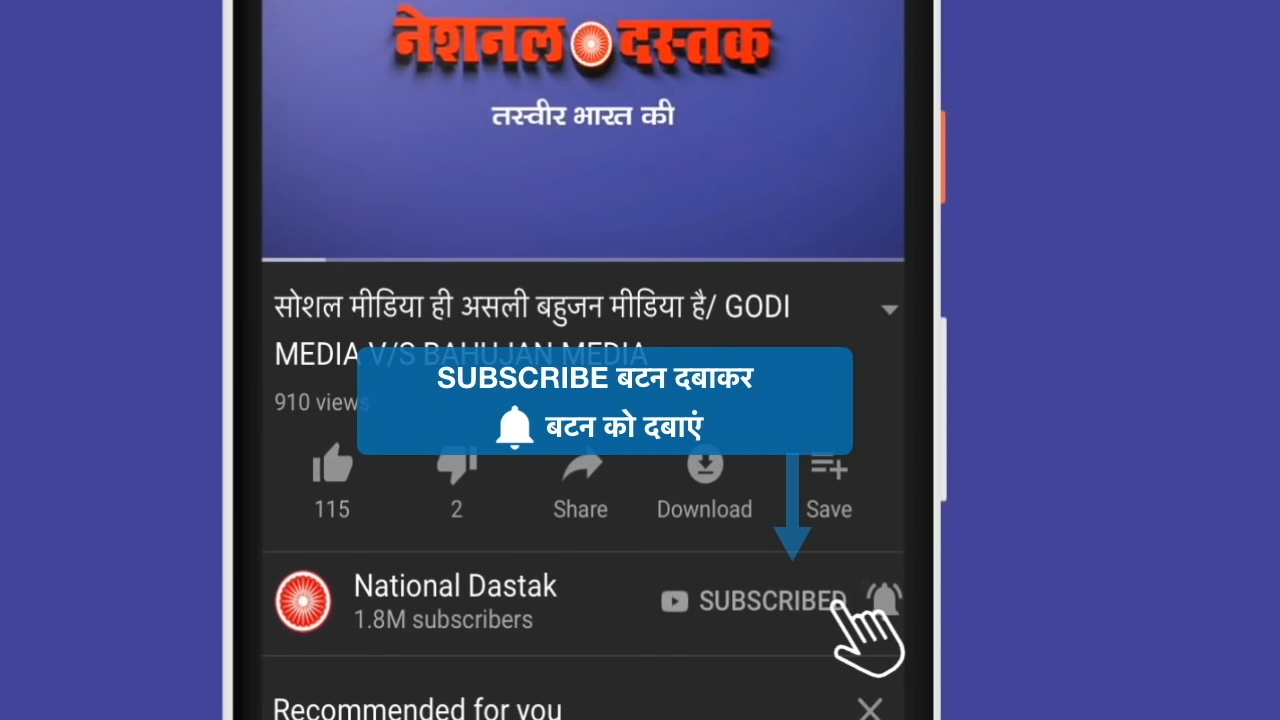 नेशनल दस्तक
तस्वीर भारत की
सोशल मीडिया ही असली बहुजन मीडिया है/ GODI
MEDIA V/S BAHUJAN MEDIA
910 views
SUBSCRIBE बटन दबाकर
बटन को दबाएं
115
2
Share
Download
Save
National Dastak
1.8M subscribers
SUBSCRIBED
Recommended for you